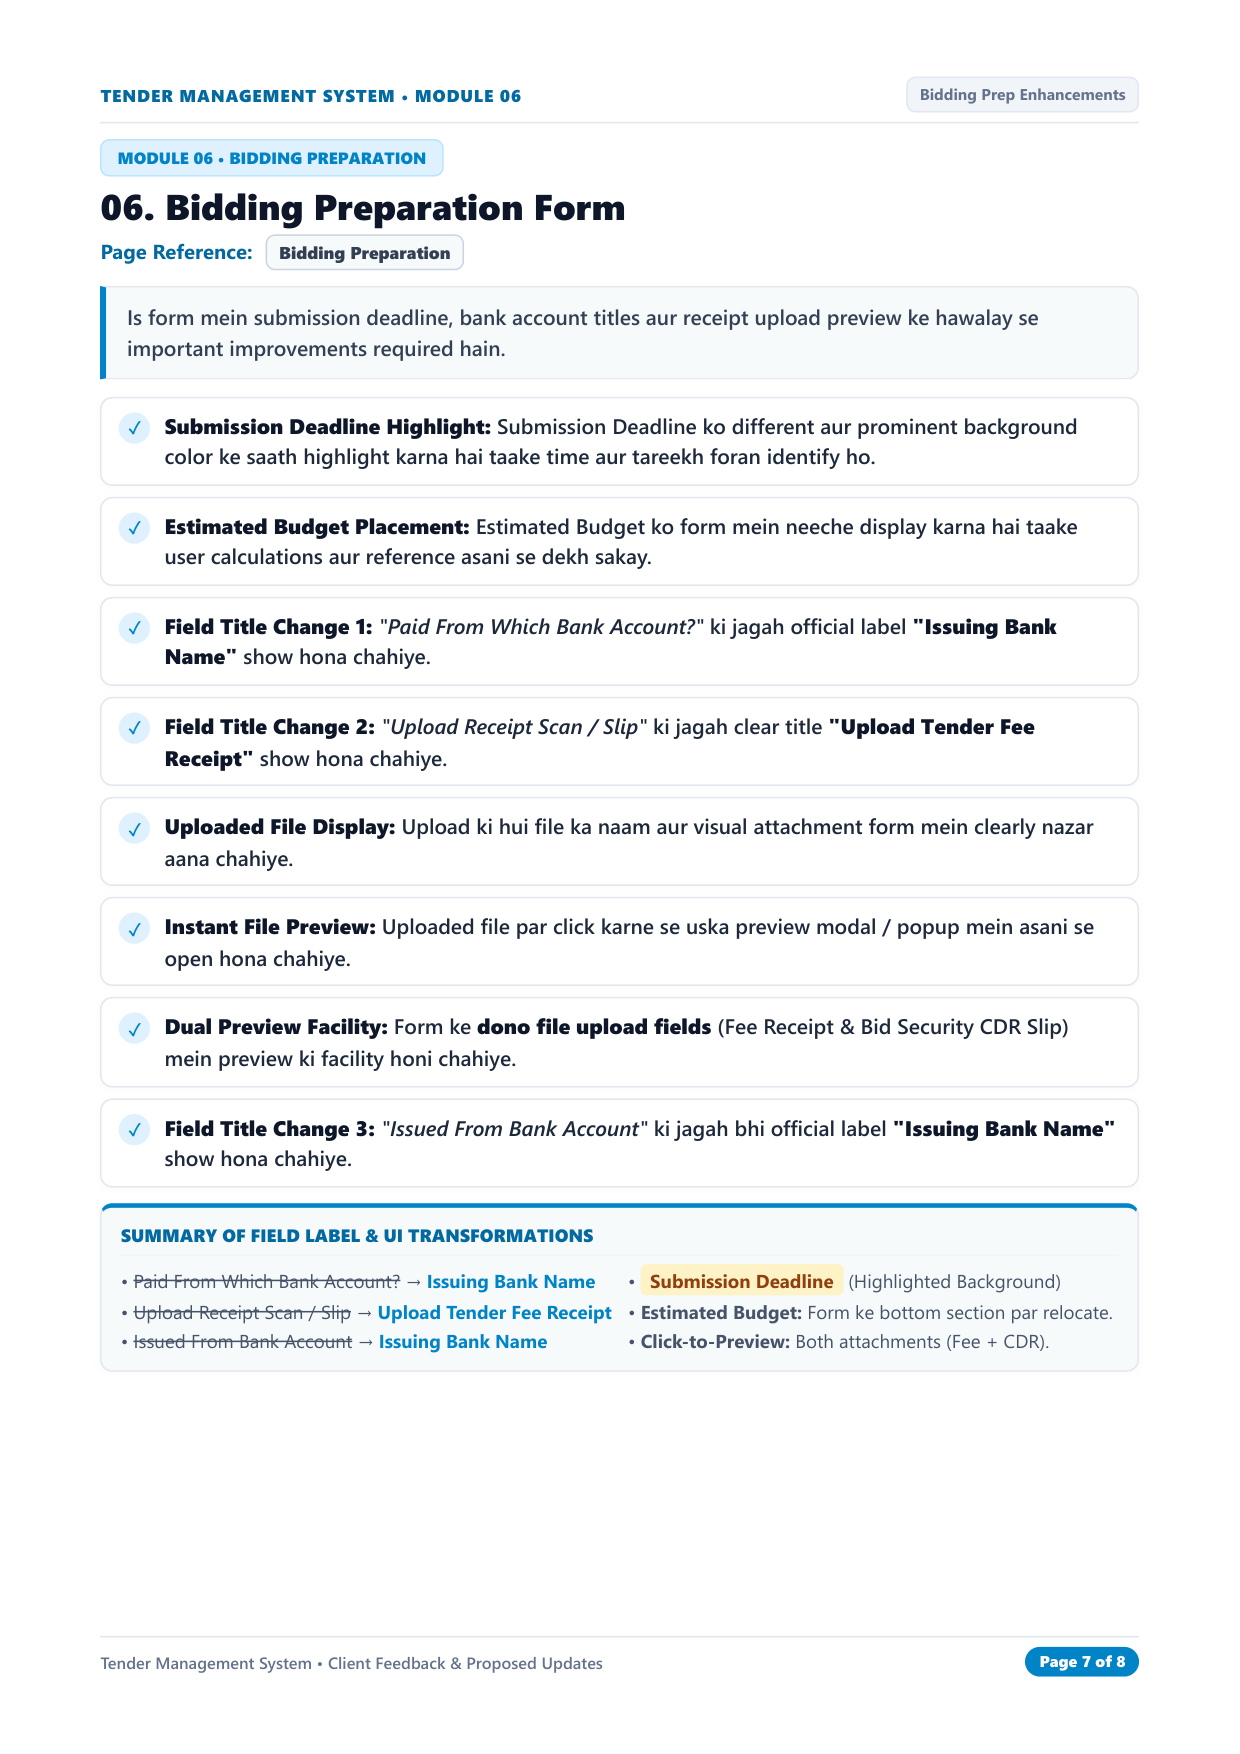 TENDER MANAGEMENT SYSTEM • MODULE 06
Bidding Prep Enhancements
MODULE 06 • BIDDING PREPARATION
06. Bidding Preparation Form
Page Reference: Bidding Preparation
Is form mein submission deadline, bank account titles aur receipt upload preview ke hawalay se
important improvements required hain.
✓ Submission Deadline Highlight: Submission Deadline ko different aur prominent background
color ke saath highlight karna hai taake time aur tareekh foran identify ho.
✓ Estimated Budget Placement: Estimated Budget ko form mein neeche display karna hai taake
user calculations aur reference asani se dekh sakay.
✓ Field Title Change 1: "Paid From Which Bank Account?" ki jagah official label "Issuing Bank
Name" show hona chahiye.
✓ Field Title Change 2: "Upload Receipt Scan / Slip" ki jagah clear title "Upload Tender Fee
Receipt" show hona chahiye.
✓ Uploaded File Display: Upload ki hui file ka naam aur visual attachment form mein clearly nazar
aana chahiye.
✓ Instant File Preview: Uploaded file par click karne se uska preview modal / popup mein asani se
open hona chahiye.
✓ Dual Preview Facility: Form ke dono file upload fields (Fee Receipt & Bid Security CDR Slip)
mein preview ki facility honi chahiye.
✓ Field Title Change 3: "Issued From Bank Account" ki jagah bhi official label "Issuing Bank Name"
show hona chahiye.
SUMMARY OF FIELD LABEL & UI TRANSFORMATIONS
• Paid From Which Bank Account? → Issuing Bank Name
• Upload Receipt Scan / Slip → Upload Tender Fee Receipt
• Issued From Bank Account → Issuing Bank Name
• Submission Deadline (Highlighted Background)
• Estimated Budget: Form ke bottom section par relocate.
• Click-to-Preview: Both attachments (Fee + CDR).
Tender Management System • Client Feedback & Proposed Updates
Page 7 of 8